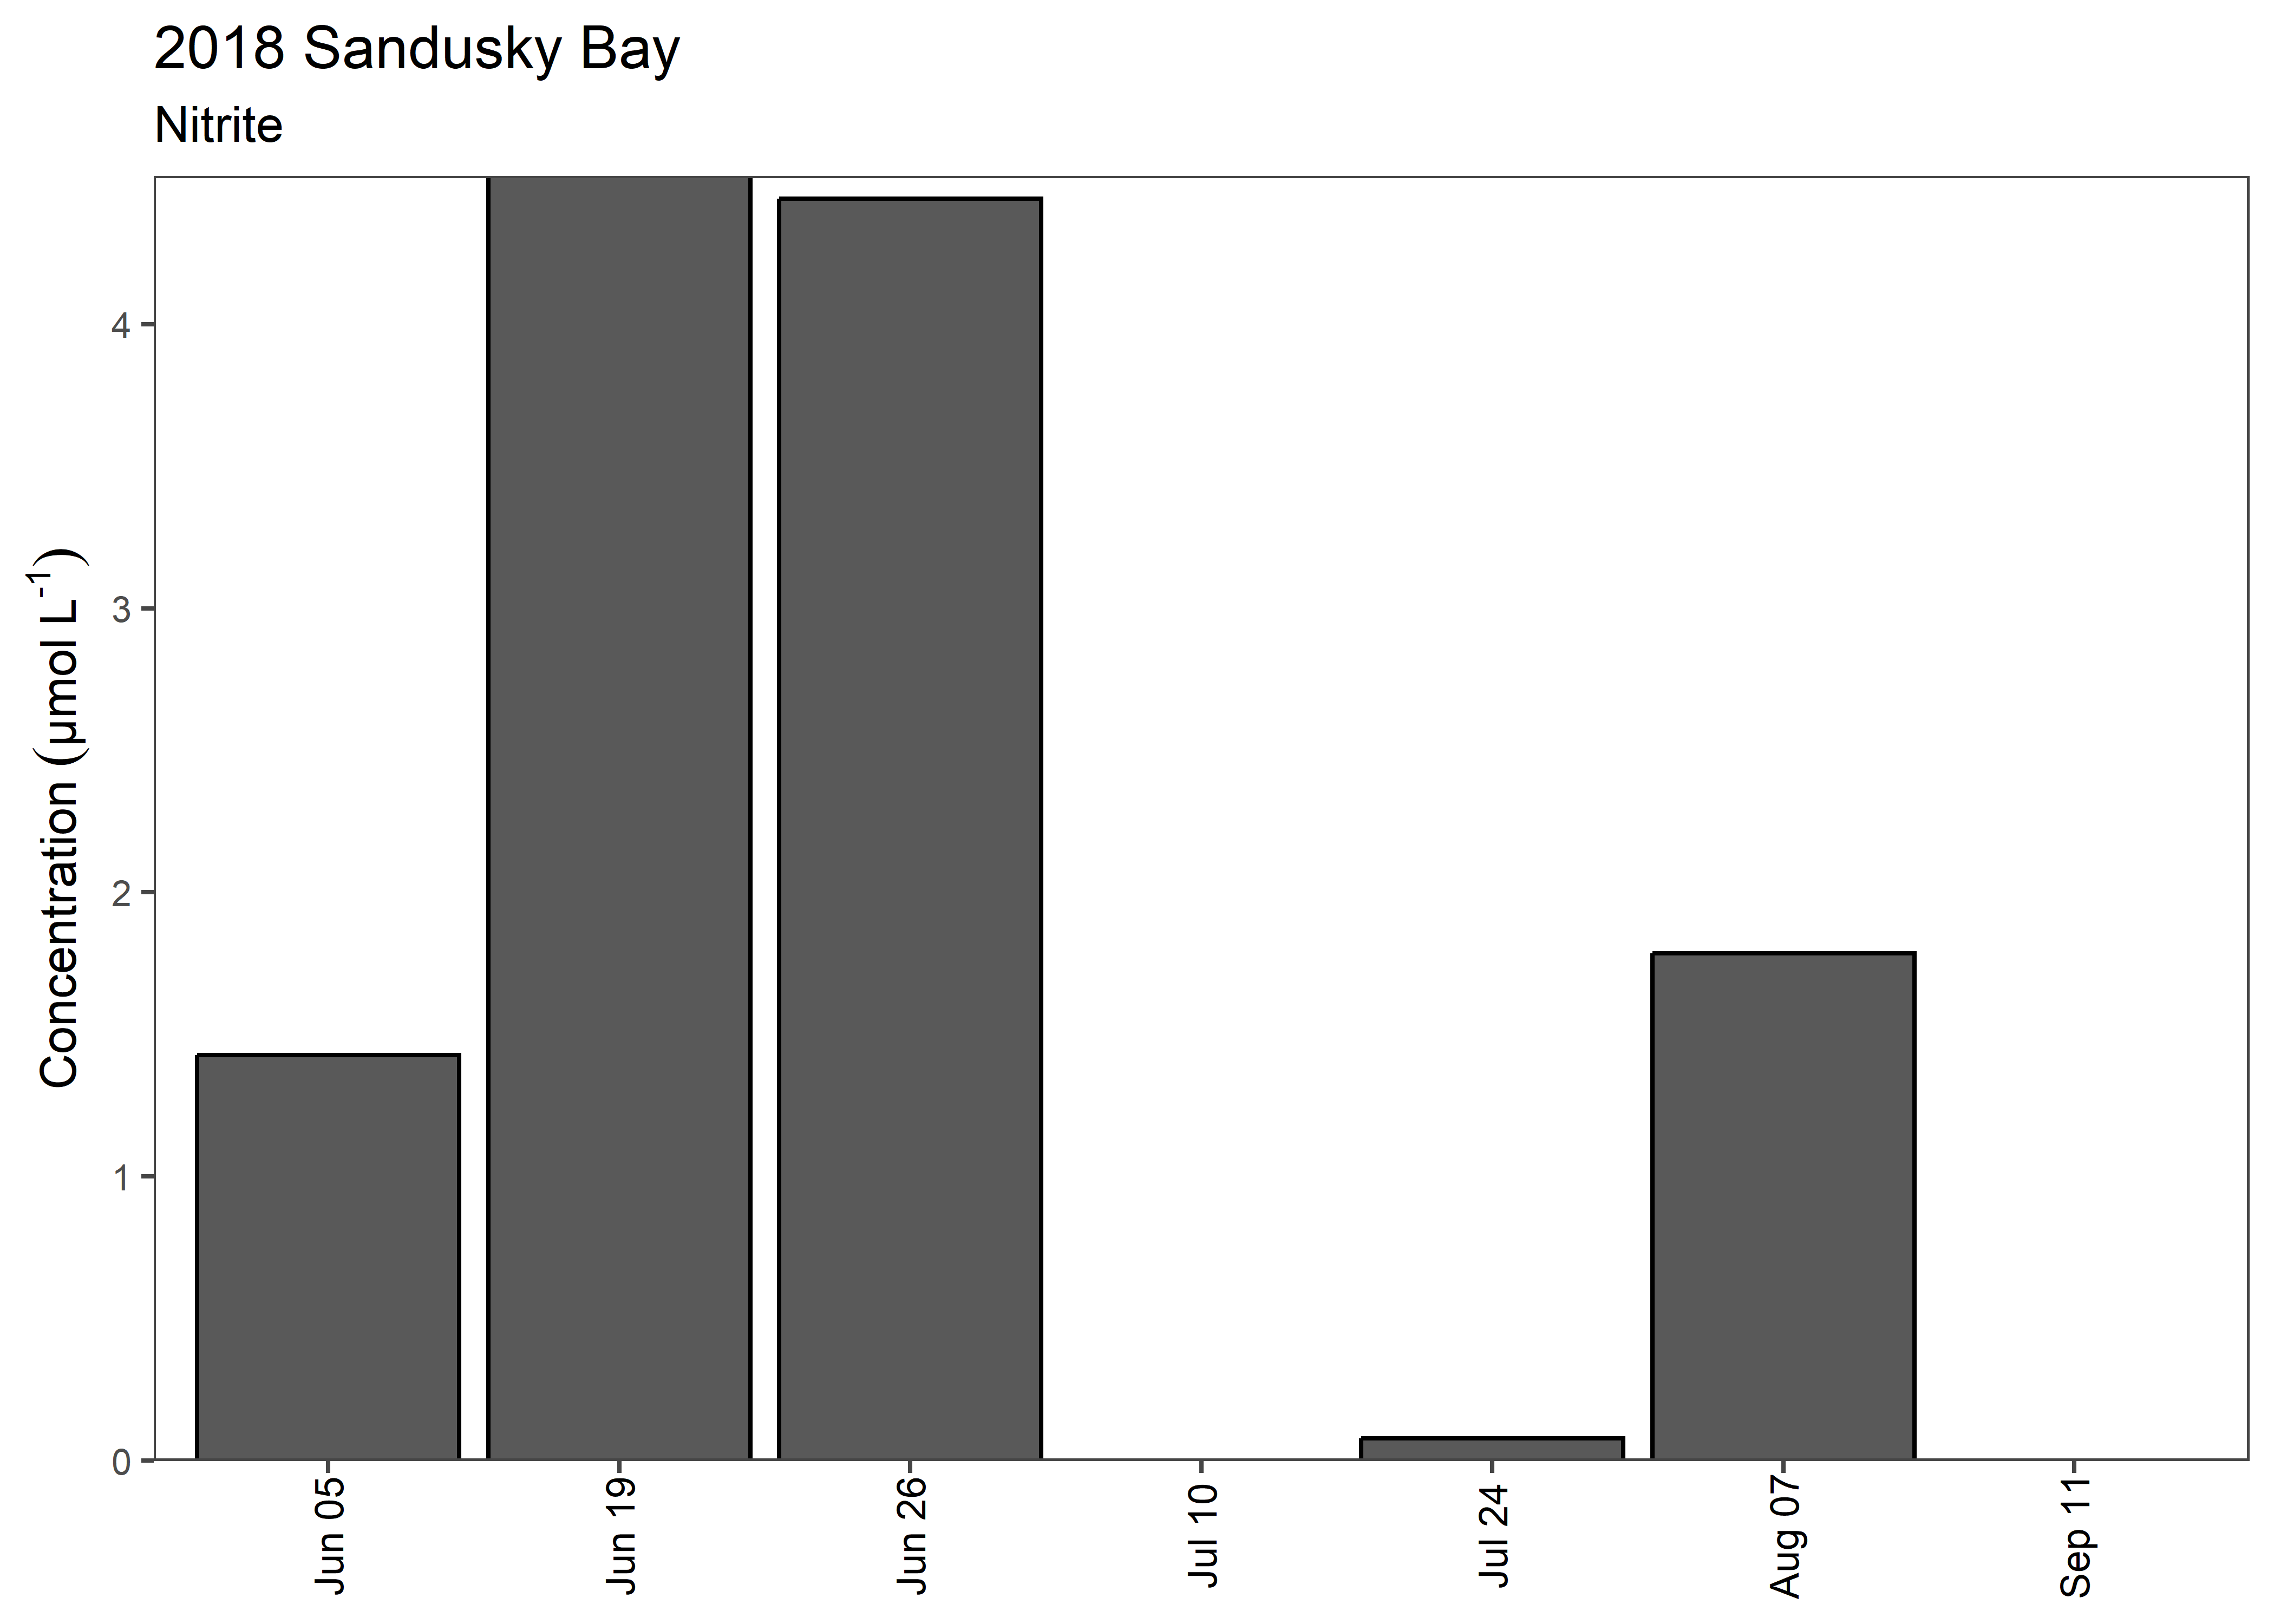 2018 Sandusky Bay
Nitrite
Concentration (µmol L⁻¹)
4
3
2
1
0
Jun 05
Jun 19
Jun 26
Jul 10
Jul 24
Aug 07
Sep 11